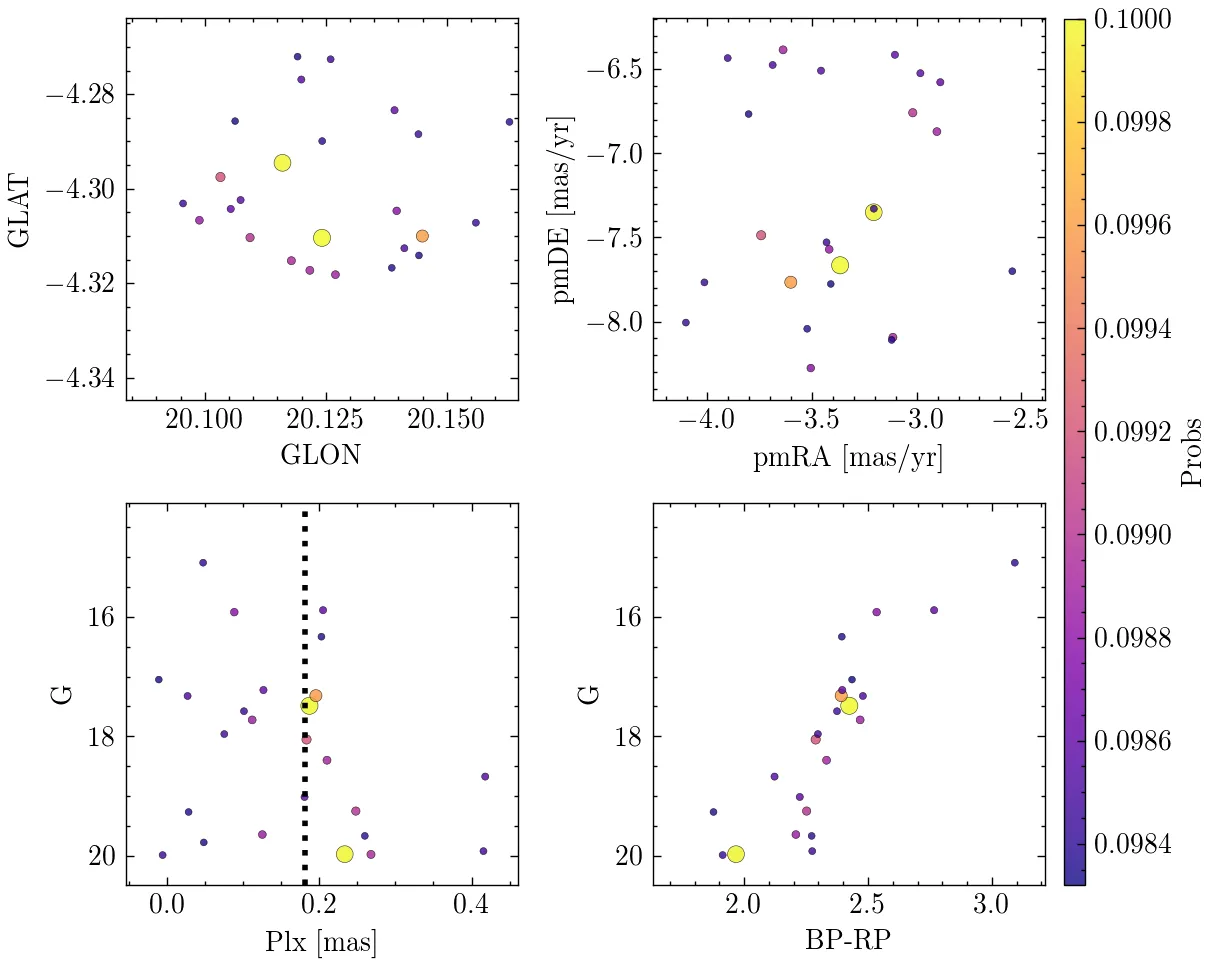 −4.28
−4.30
−4.32
−4.34
GLAT
20.100 20.125 20.150
GLON
−6.5
−7.0
−7.5
−8.0
pmDE [mas/yr]
−4.0 −3.5 −3.0 −2.5
pmRA [mas/yr]
16
18
20
G
0.0 0.2 0.4
Plx [mas]
16
18
20
G
2.0 2.5 3.0
BP-RP
0.1000
0.0998
0.0996
0.0994
0.0992
0.0990
0.0988
0.0986
0.0984
Probs